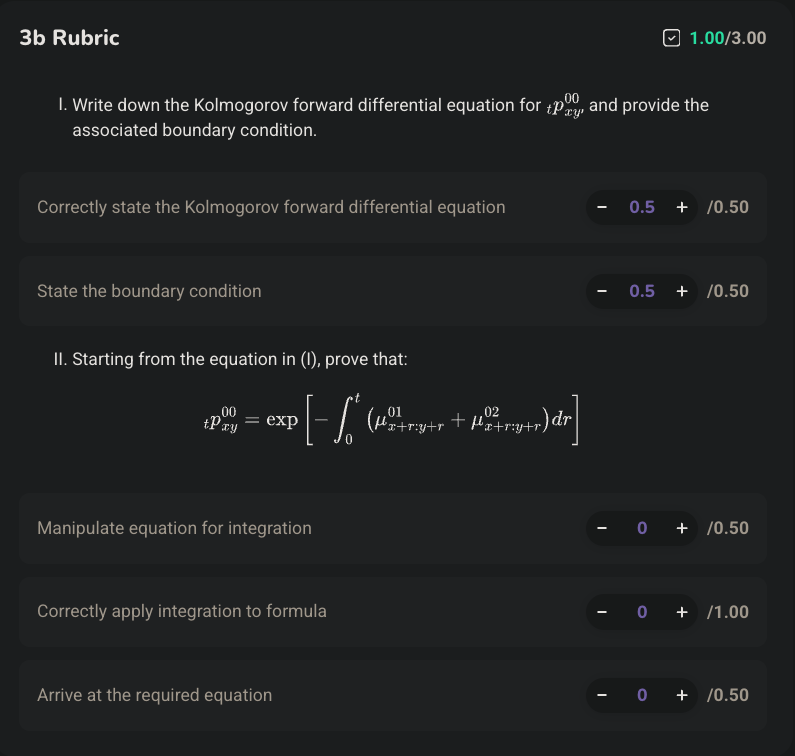 3b Rubric 1.00/3.00
I. Write down the Kolmogorov forward differential equation for ₜp⁰⁰ₓᵧ, and provide the
associated boundary condition.
Correctly state the Kolmogorov forward differential equation − 0.5 + /0.50
State the boundary condition − 0.5 + /0.50
II. Starting from the equation in (I), prove that:
$_{t}p_{xy}^{00} = \exp\left[-\int_0^t \left(\mu_{x+r:y+r}^{01} + \mu_{x+r:y+r}^{02}\right)dr\right]$
Manipulate equation for integration − 0 + /0.50
Correctly apply integration to formula − 0 + /1.00
Arrive at the required equation − 0 + /0.50